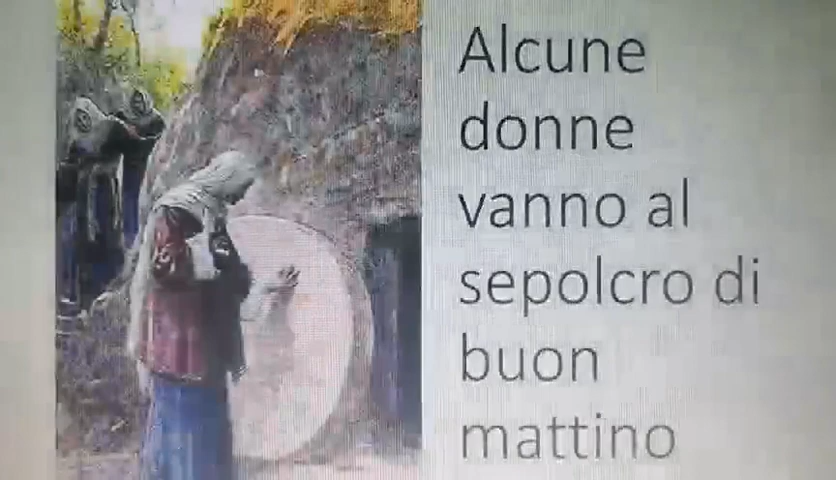 Alcune
donne
vanno al
sepolcro di
buon
mattino